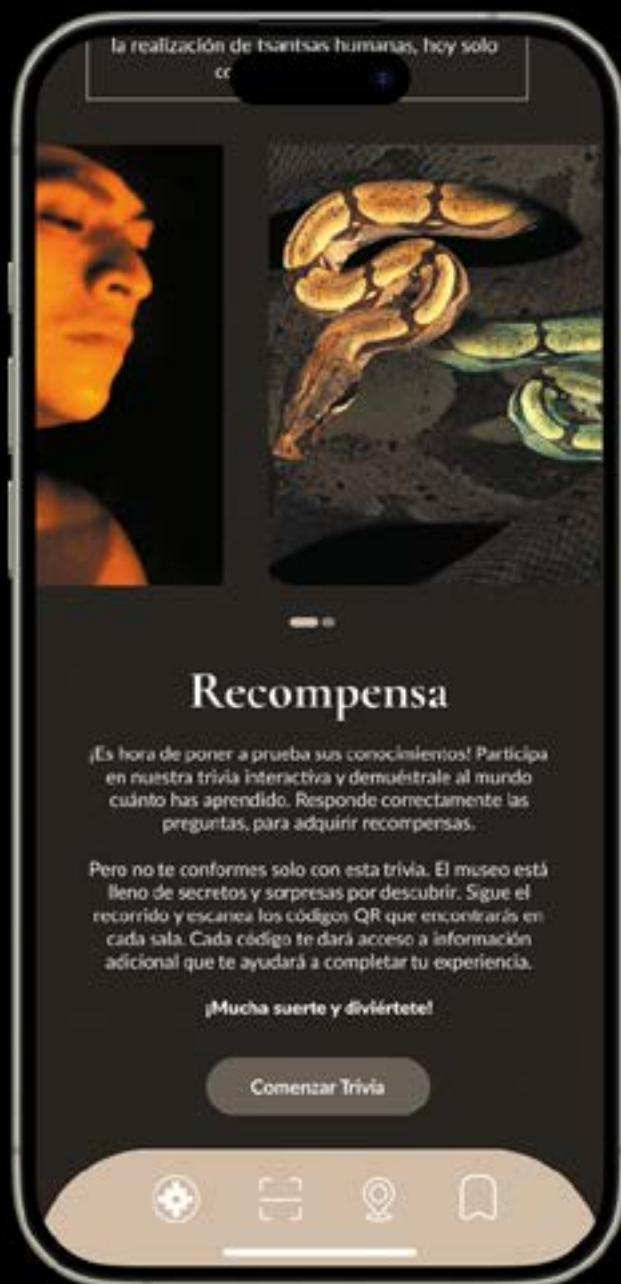 la realización de tsantsas humanas, hoy solo
Recompensa
¡Es hora de poner a prueba sus conocimientos! Participa
en nuestra trivia interactiva y demuéstrale al mundo
cuánto has aprendido. Responde correctamente las
preguntas, para adquirir recompensas.
Pero no te conformes solo con esta trivia. El museo está
lleno de secretos y sorpresas por descubrir. Sigue el
recorrido y escanea los códigos QR que encontrarás en
cada sala. Cada código te dará acceso a información
adicional que te ayudará a completar tu experiencia.
¡Mucha suerte y diviértete!
Comenzar Trivia